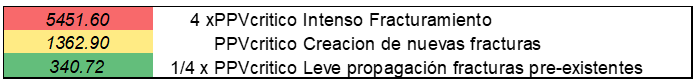 5451.60 4 xPPVcritico Intenso Fracturamiento
1362.90 PPVcritico Creacion de nuevas fracturas
340.72 1/4 x PPVcritico Leve propagación fracturas pre-existentes